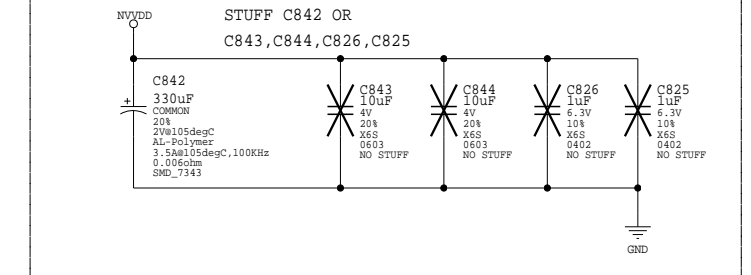 NVVDD
STUFF C842 OR
C843,C844,C826,C825
C842
330uF
COMMON
20%
2V@105degC
AL-Polymer
3.5A@105degC,100KHz
0.006ohm
SMD_7343
C843
10uF
4V
20%
X6S
0603
NO STUFF
C844
10uF
4V
20%
X6S
0603
NO STUFF
C826
1uF
6.3V
10%
X6S
0402
NO STUFF
C825
1uF
6.3V
10%
X6S
0402
NO STUFF
GND